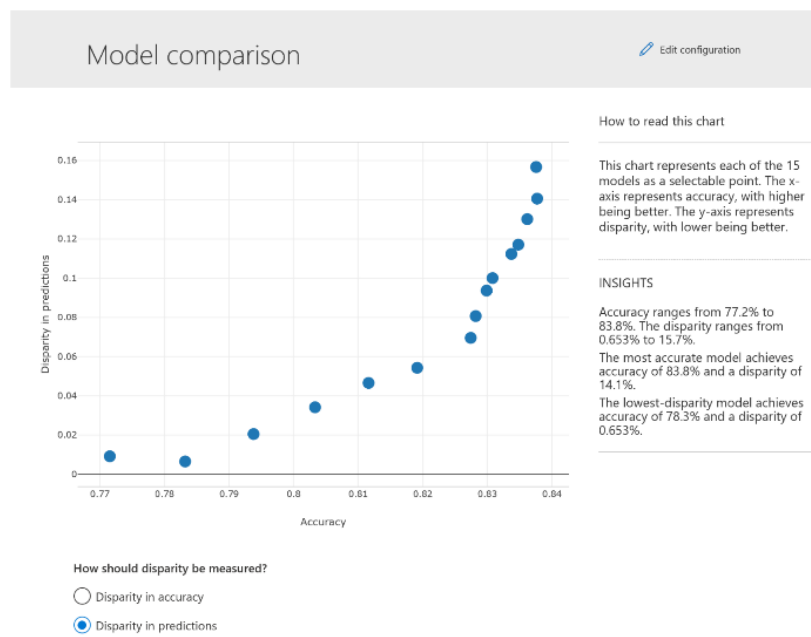 Model comparison
Edit configuration
How to read this chart
This chart represents each of the 15
models as a selectable point. The x-
axis represents accuracy, with higher
being better. The y-axis represents
disparity, with lower being better.
INSIGHTS
Accuracy ranges from 77.2% to
83.8%. The disparity ranges from
0.653% to 15.7%.
The most accurate model achieves
accuracy of 83.8% and a disparity of
14.1%.
The lowest-disparity model achieves
accuracy of 78.3% and a disparity of
0.653%.
Disparity in predictions
0.16
0.14
0.12
0.1
0.08
0.06
0.04
0.02
0
0.77 0.78 0.79 0.8 0.81 0.82 0.83 0.84
Accuracy
How should disparity be measured?
Disparity in accuracy
Disparity in predictions